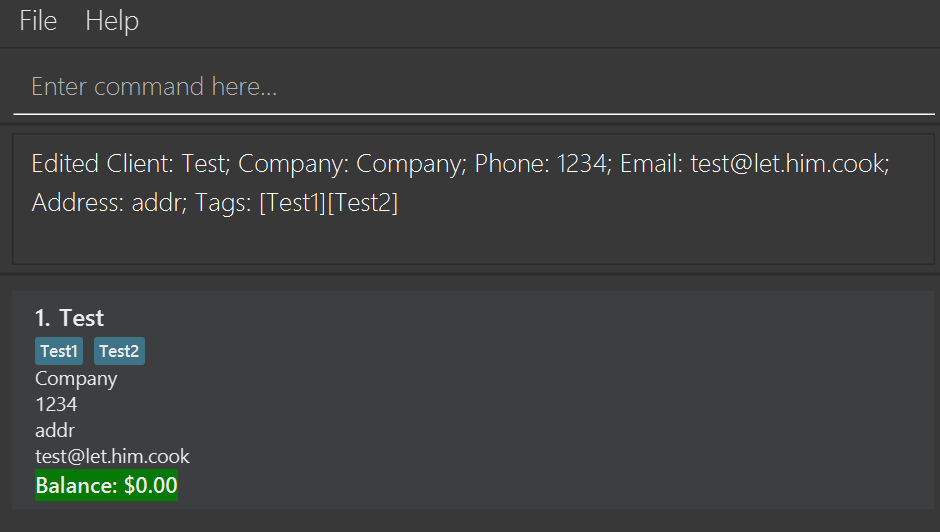 File Help
Enter command here...
Edited Client: Test; Company: Company; Phone: 1234; Email: test@let.him.cook;
Address: addr; Tags: [Test1][Test2]
1. Test
Test1 Test2
Company
1234
addr
test@let.him.cook
Balance: $0.00